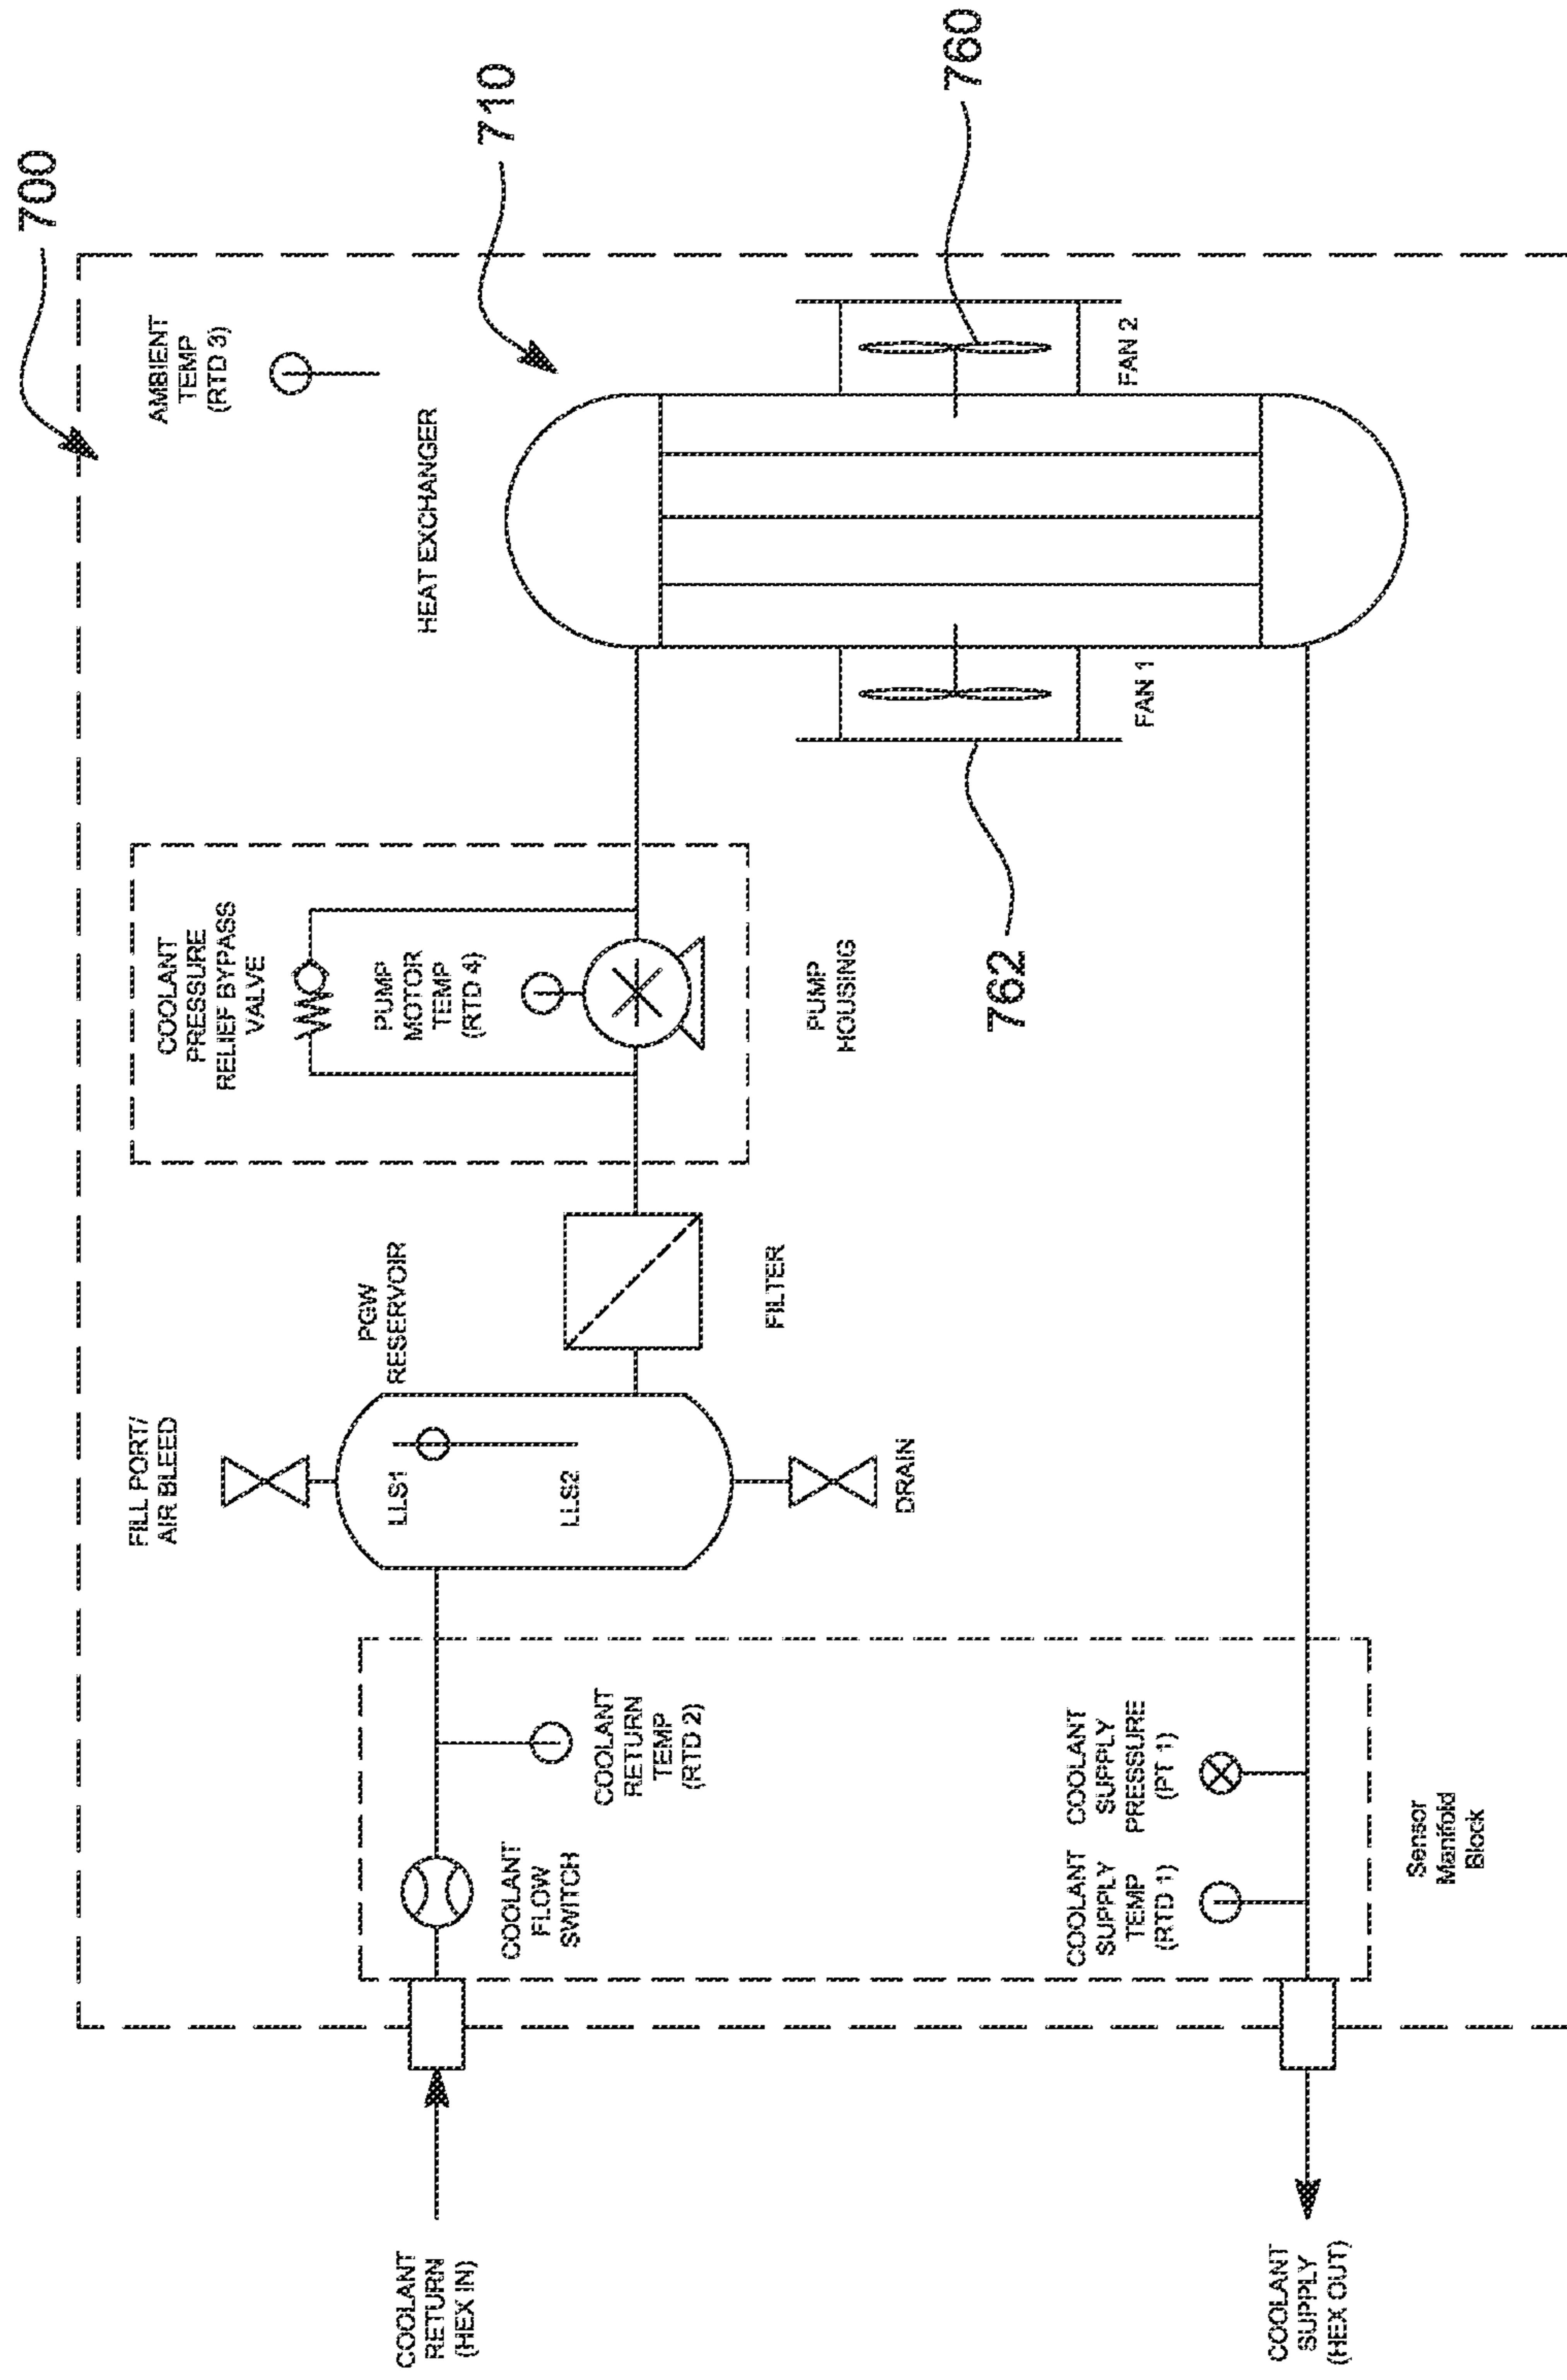 700
AMBIENT
TEMP
(RTD 3)
710
HEAT EXCHANGER
760
FAN 2
FAN 1
762
COOLANT
PRESSURE
RELIEF BYPASS
VALVE
PUMP
MOTOR
TEMP
(RTD 4)
PUMP
HOUSING
PGW
RESERVOIR
FILTER
FILL PORT/
AIR BLEED
LLS1
LLS2
DRAIN
COOLANT
RETURN
TEMP
(RTD 2)
COOLANT
FLOW
SWITCH
COOLANT
SUPPLY
PRESSURE
(PT 1)
COOLANT
SUPPLY
TEMP
(RTD 1)
Sensor
Manifold
Block
COOLANT
RETURN
(HEX IN)
COOLANT
SUPPLY
(HEX OUT)